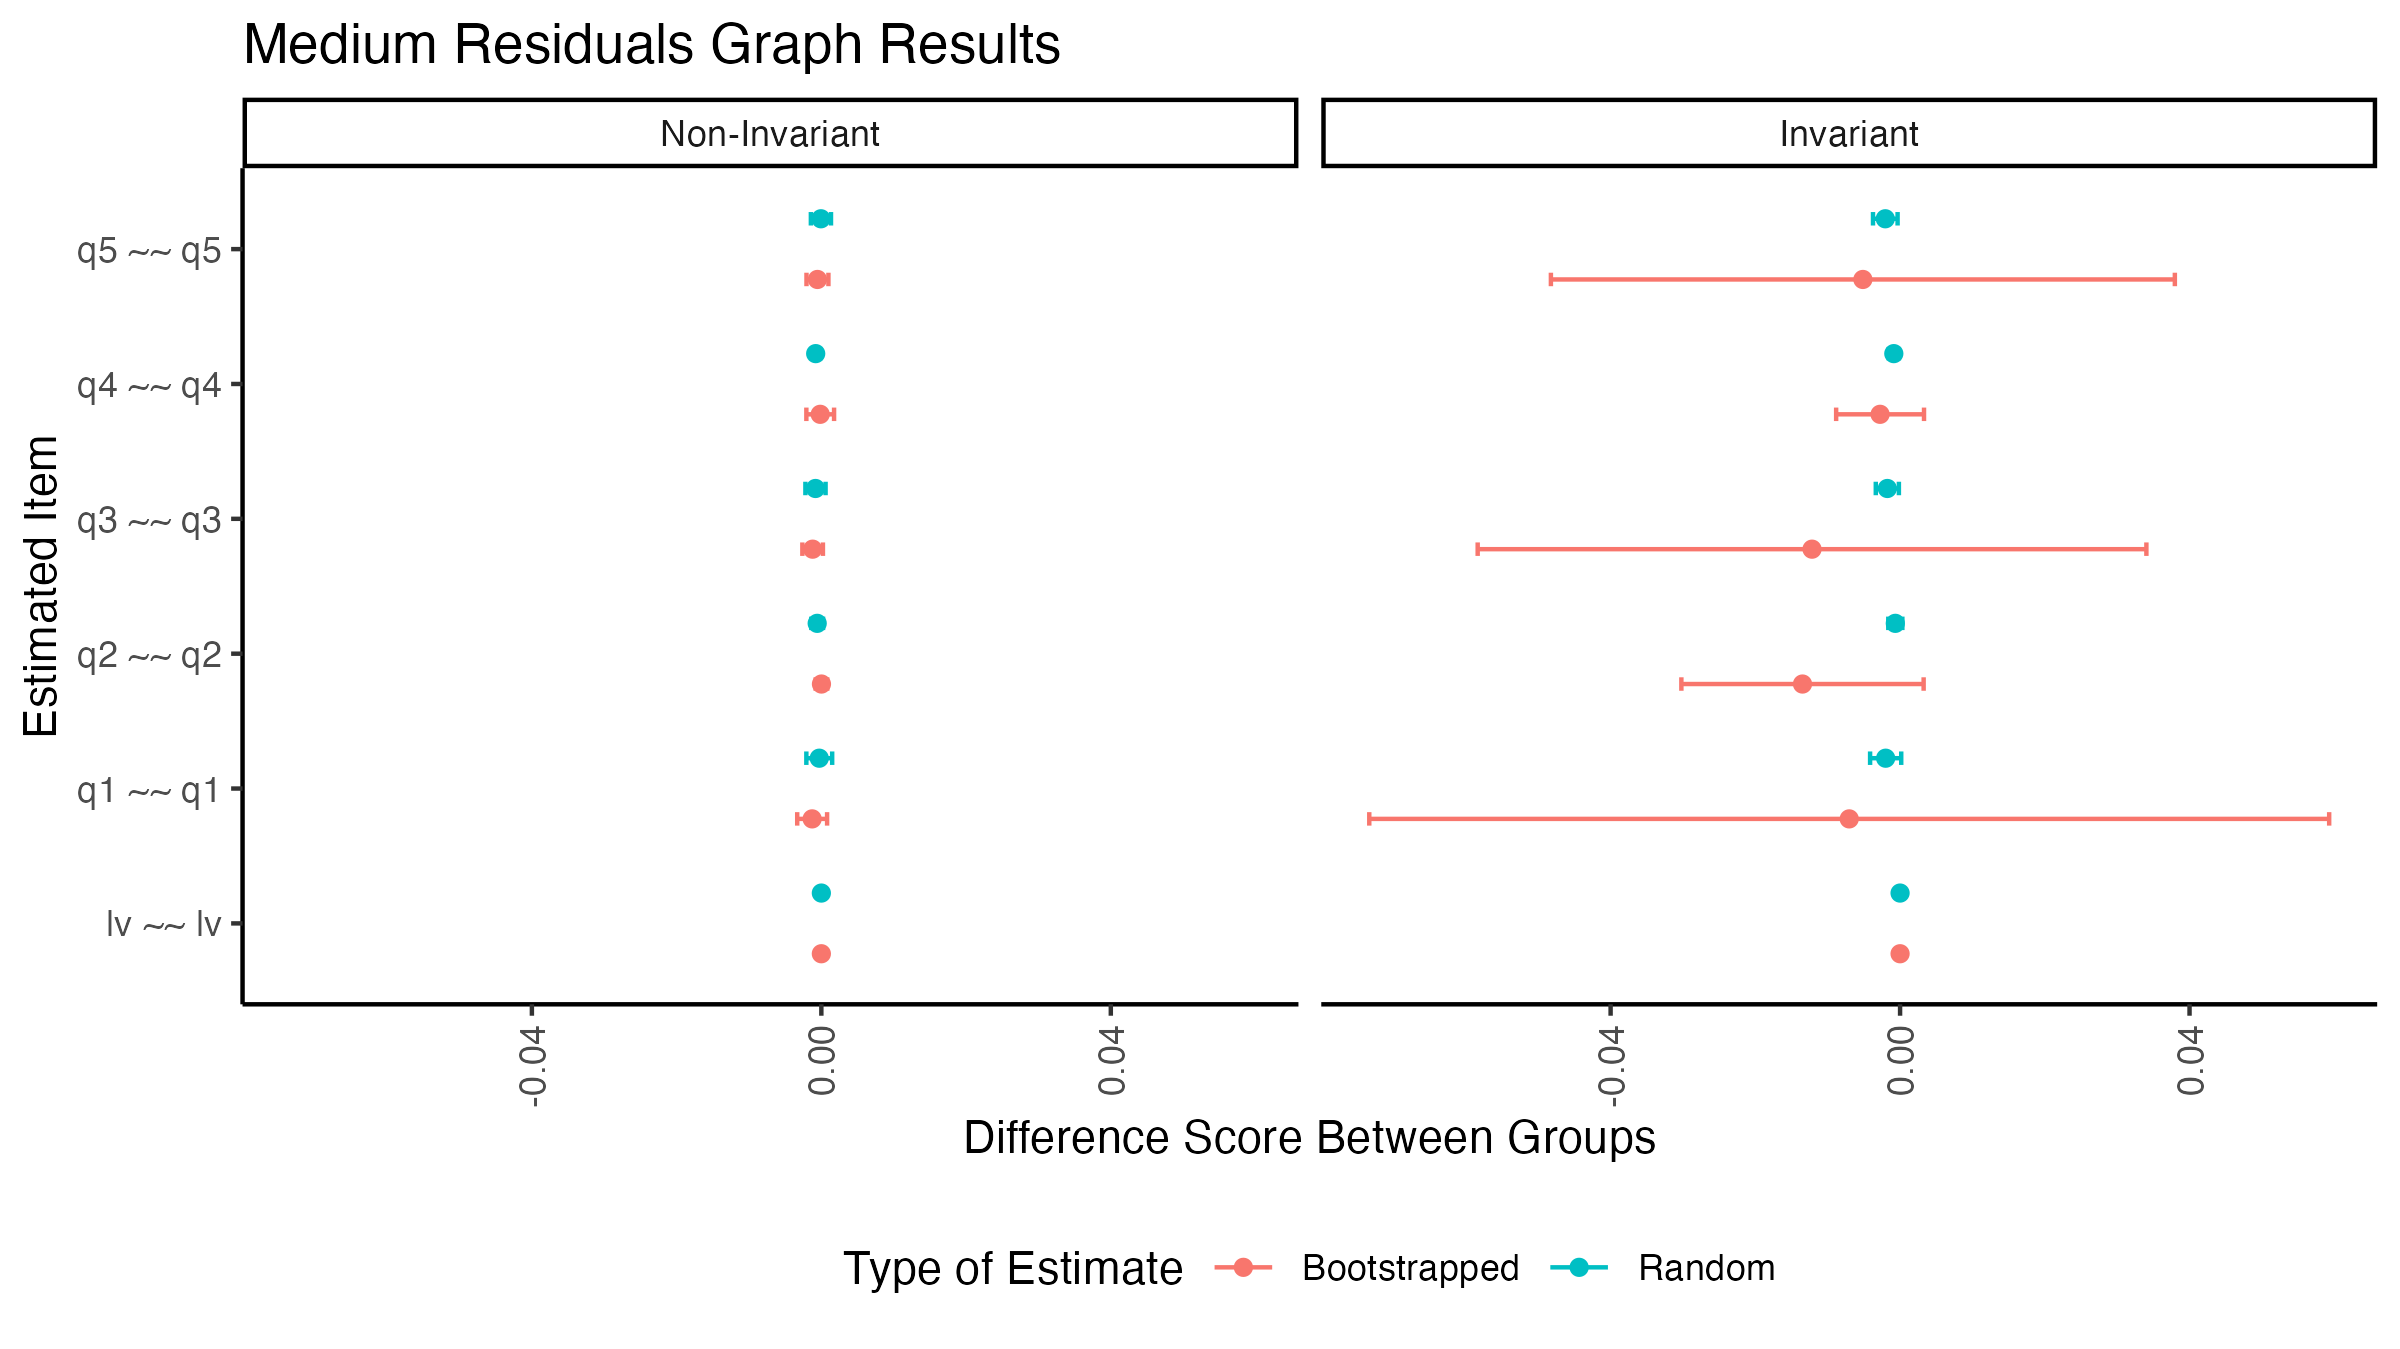 Medium Residuals Graph Results
Non-Invariant
Invariant
Estimated Item
q5 ~~ q5
q4 ~~ q4
q3 ~~ q3
q2 ~~ q2
q1 ~~ q1
lv ~~ lv
-0.04
0.00
0.04
-0.04
0.00
0.04
Difference Score Between Groups
Type of Estimate Bootstrapped Random